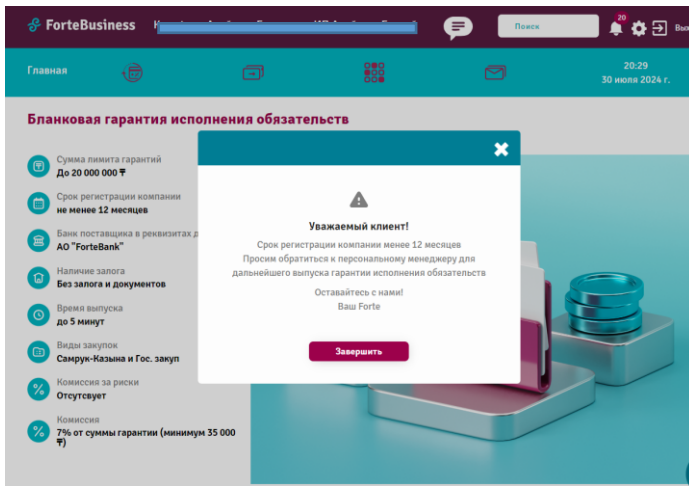 ForteBusiness
Поиск
20
Главная
20:29
30 июля 2024 г.
Бланковая гарантия исполнения обязательств
Сумма лимита гарантий
До 20 000 000 ₸
Срок регистрации компании
не менее 12 месяцев
Банк поставщика в реквизитах д
АО "ForteBank"
Наличие залога
Без залога и документов
Время выпуска
до 5 минут
Виды закупок
Самрук-Казына и Гос. закуп
Комиссия за риски
Отсутсвует
Комиссия
7% от суммы гарантии (минимум 35 000
₸)
Уважаемый клиент!
Срок регистрации компании менее 12 месяцев
Просим обратиться к персональному менеджеру для
дальнейшего выпуска гарантии исполнения обязательств
Оставайтесь с нами!
Ваш Forte
Завершить